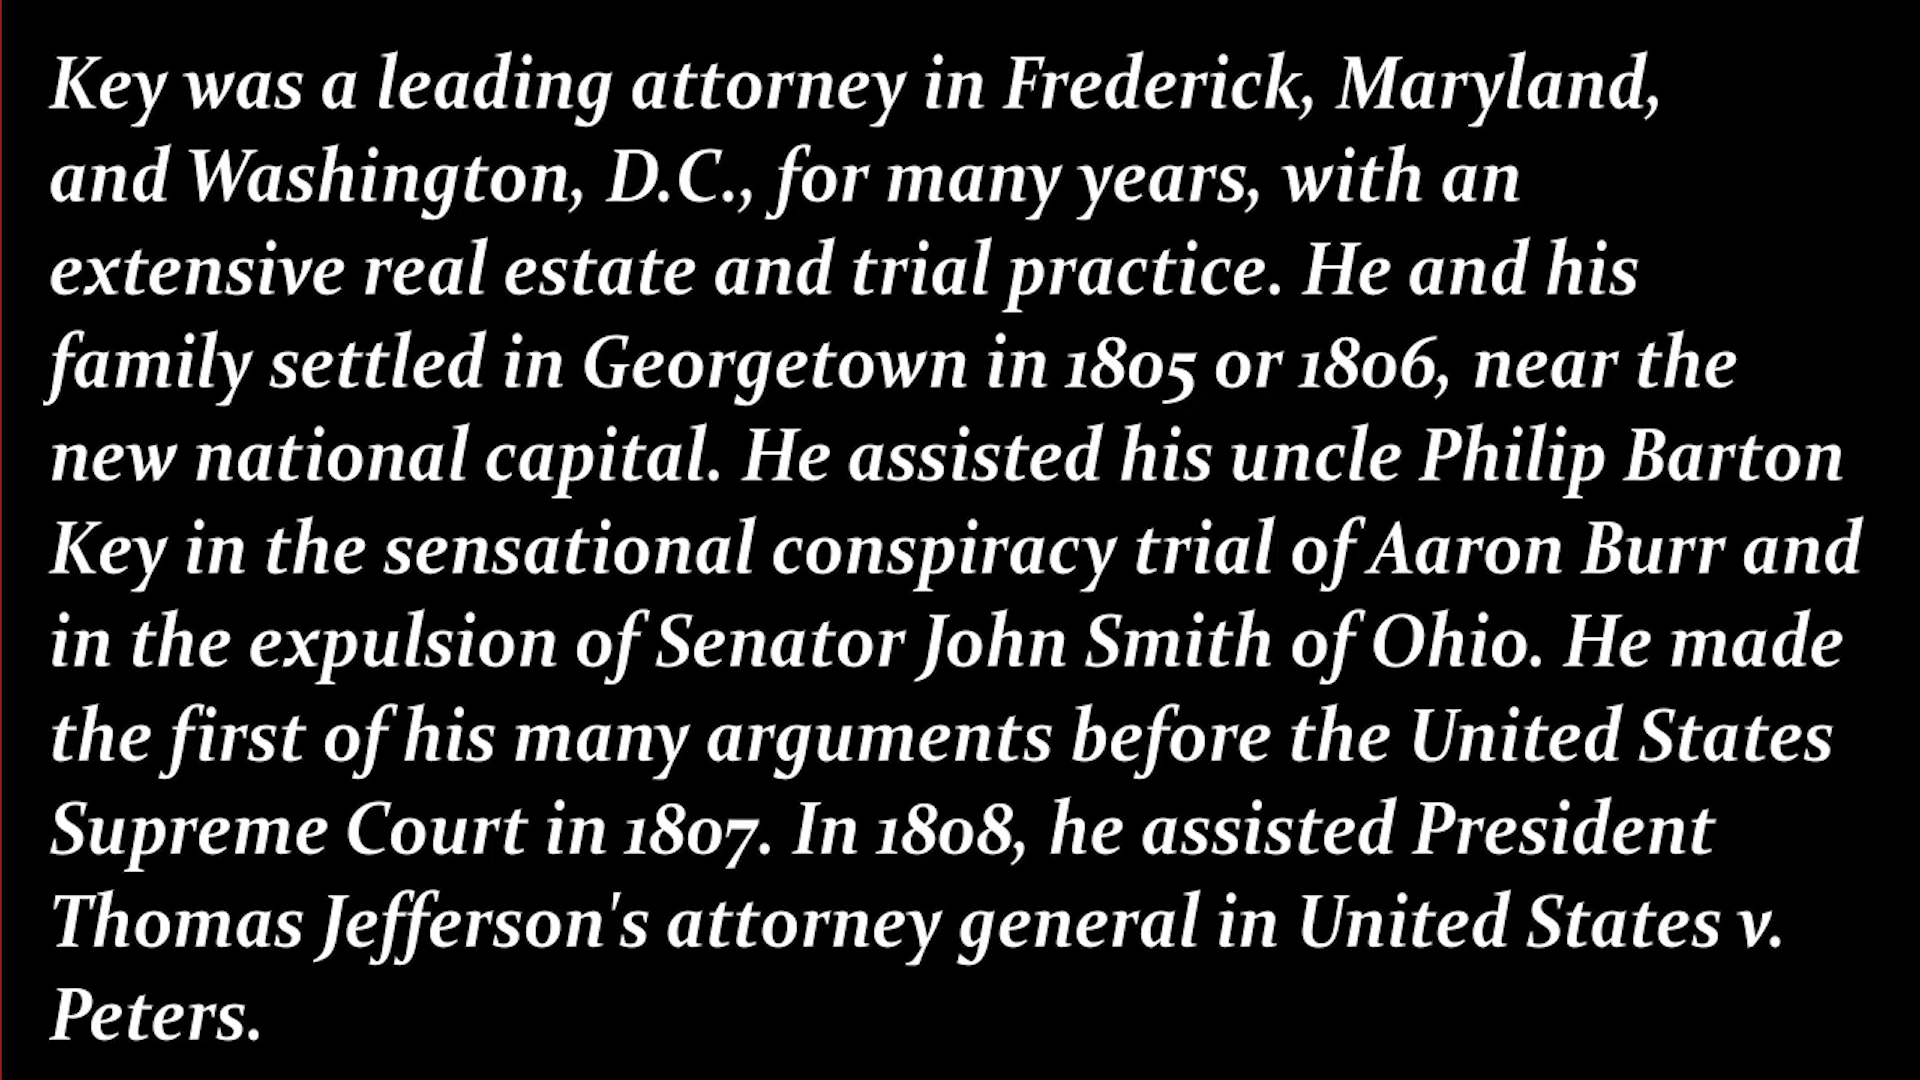 Key was a leading attorney in Frederick, Maryland,
and Washington, D.C., for many years, with an
extensive real estate and trial practice. He and his
family settled in Georgetown in 1805 or 1806, near the
new national capital. He assisted his uncle Philip Barton
Key in the sensational conspiracy trial of Aaron Burr and
in the expulsion of Senator John Smith of Ohio. He made
the first of his many arguments before the United States
Supreme Court in 1807. In 1808, he assisted President
Thomas Jefferson's attorney general in United States v.
Peters.